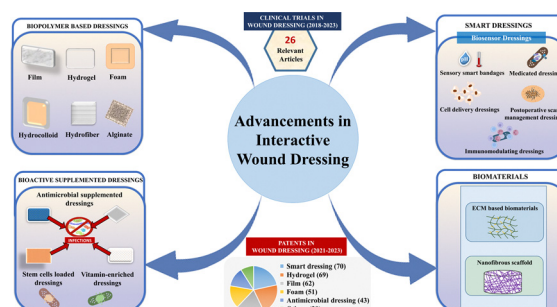 CLINICAL TRIALS IN
WOUND DRESSING (2018-2023)
26
Relevant
Articles
BIOPOLYMER BASED DRESSINGS
Film
Hydrogel
Foam
Hydrocolloid
Hydrofiber
Alginate
SMART DRESSINGS
Biosensor Dressings
Sensory smart bandages
Medicated dressin
Cell delivery dressings
Postoperative scar
management dressin
Immunomodulating dressings
Advancements in
Interactive
Wound Dressing
BIOACTIVE SUPPLEMENTED DRESSINGS
Antimicrobial supplemented
dressings
INFECTIONS
Stem cells loaded
dressings
Vitamin-enriched
dressings
BIOMATERIALS
ECM based biomaterials
Nanofibrous
scaffold
PATENTS IN
WOUND DRESSING (2021-2023)
Smart dressing (70)
Hydrogel (69)
Film (62)
Foam (51)
Antimicrobial dressing (43)